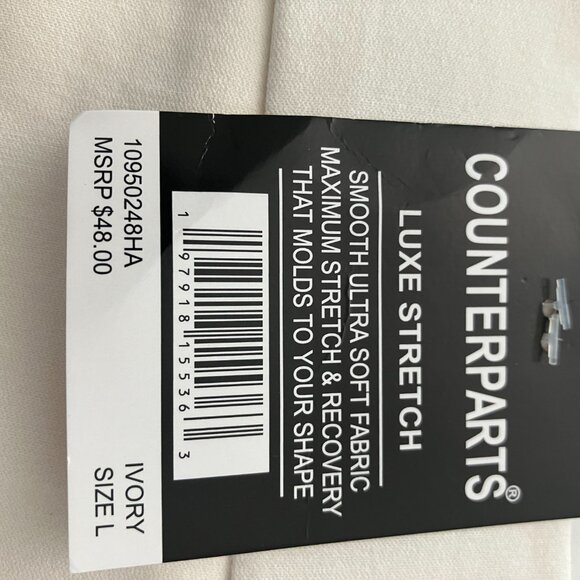 COUNTERPARTS®
LUXE STRETCH
SMOOTH ULTRA SOFT FABRIC
MAXIMUM STRETCH & RECOVERY
THAT MOLDS TO YOUR SHAPE
1 97918 15536 3
10950248HA IVORY
MSRP $48.00 SIZE L